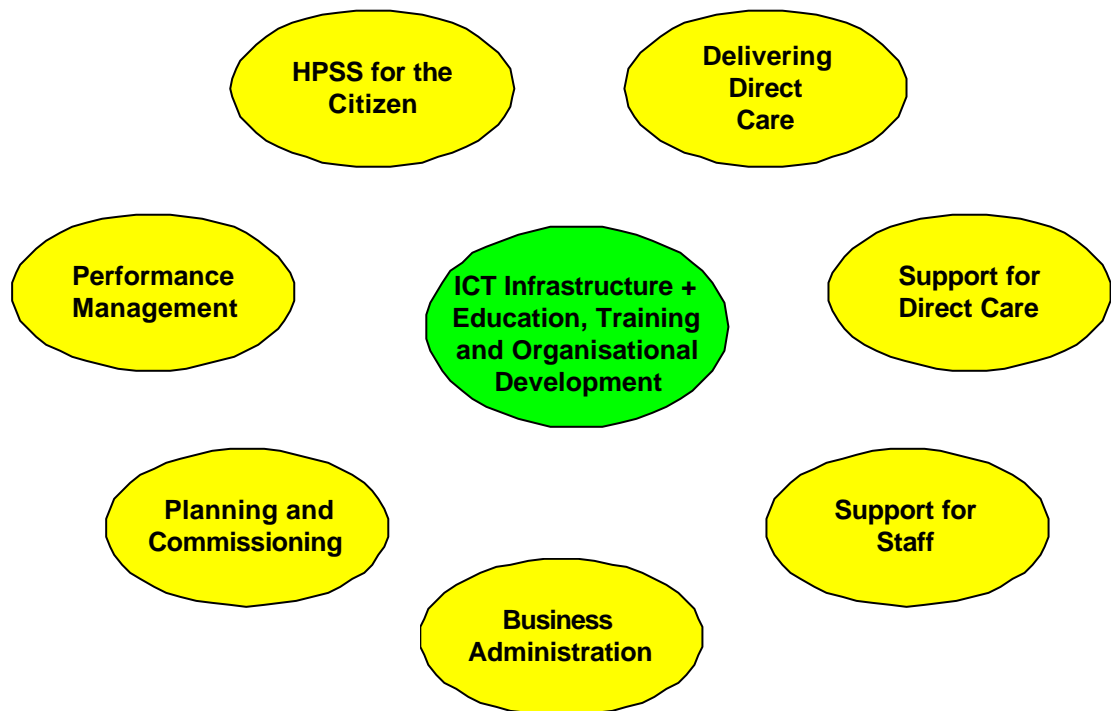 HPSS for the
Citizen
Delivering
Direct
Care
Performance
Management
ICT Infrastructure +
Education, Training
and Organisational
Development
Support for
Direct Care
Planning and
Commissioning
Support for
Staff
Business
Administration